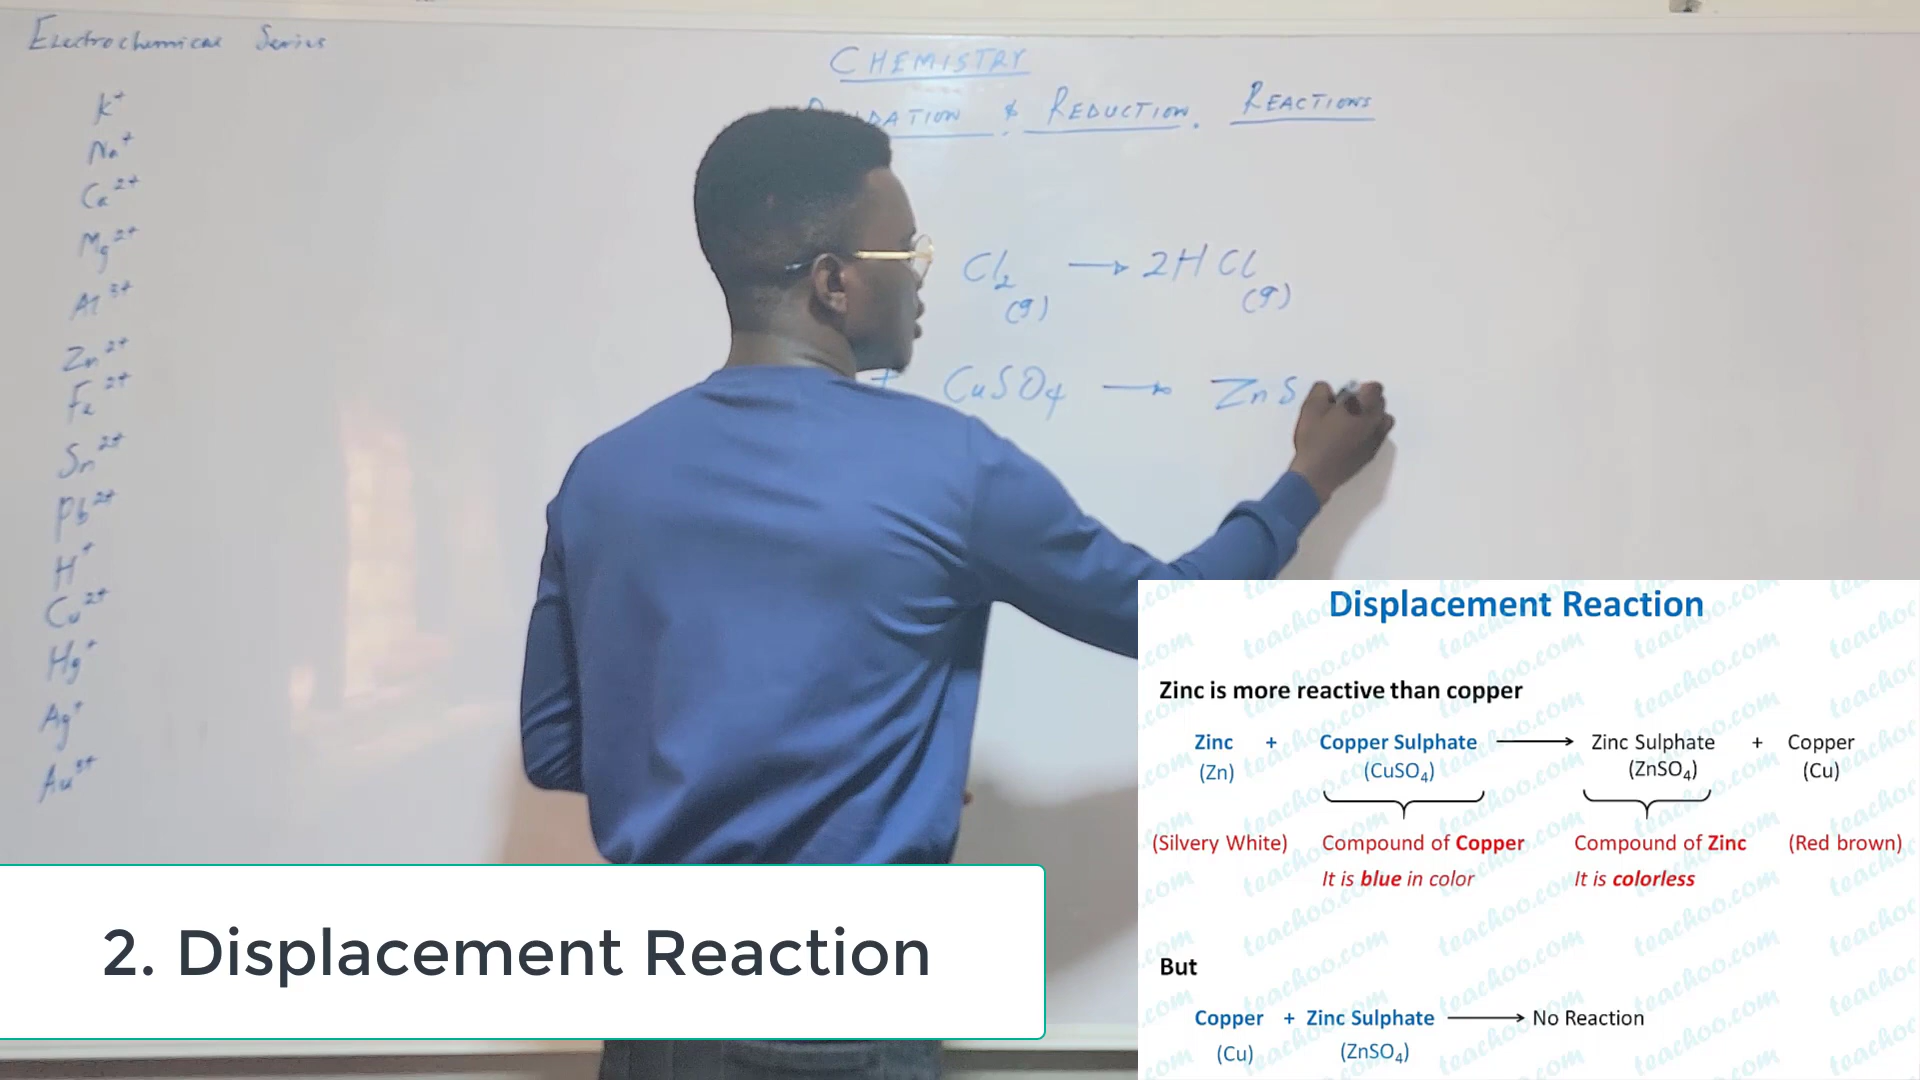 Electrochemical Series
K+
Na+
Ca2+
Mg2+
Al3+
Zn2+
Fe2+
Sn2+
Pb2+
H+
Cu2+
Hg+
Ag+
Au3+
CHEMISTRY
& REDUCTION REACTIONS
Cl2 (g) → 2HCl (g)
+ CuSO4 → ZnS
Displacement Reaction
Zinc is more reactive than copper
Zinc + Copper Sulphate → Zinc Sulphate + Copper
(Zn) (CuSO4) (ZnSO4) (Cu)
(Silvery White) Compound of Copper Compound of Zinc (Red brown)
It is blue in color It is colorless
But
Copper + Zinc Sulphate → No Reaction
(Cu) (ZnSO4)
teachoo.com
2. Displacement Reaction